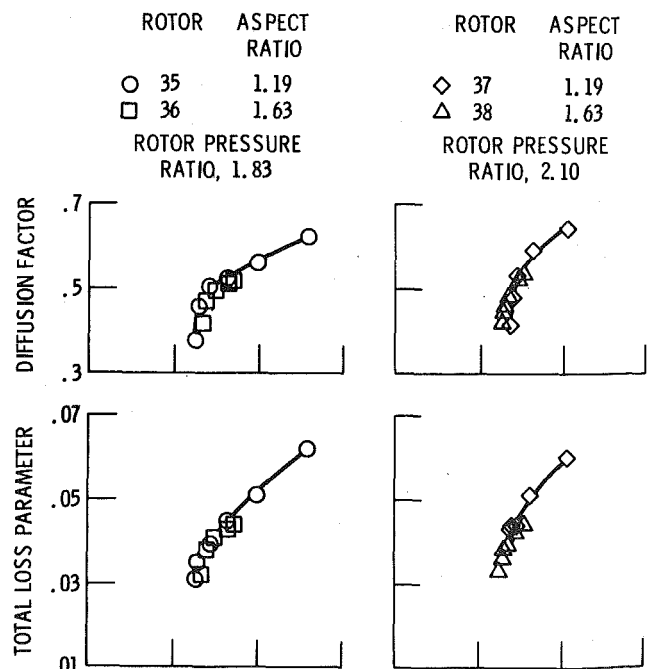 ROTOR ASPECT RATIO
○ 35 1.19
□ 36 1.63
ROTOR PRESSURE
RATIO, 1.83
ROTOR ASPECT RATIO
◇ 37 1.19
△ 38 1.63
ROTOR PRESSURE
RATIO, 2.10
DIFFUSION FACTOR
.7
.5
.3
TOTAL LOSS PARAMETER
.07
.05
.03
.01